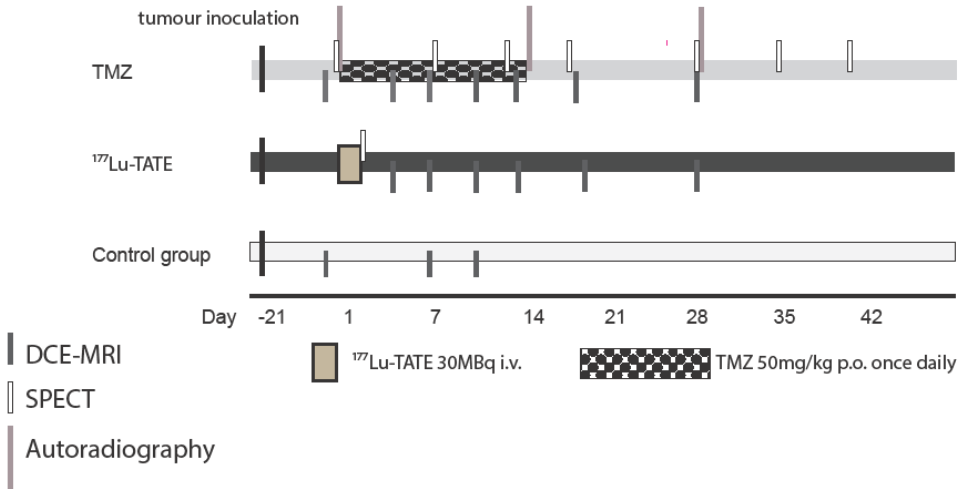 tumour inoculation
TMZ
¹⁷⁷Lu-TATE
Control group
Day -21 1 7 14 21 28 35 42
DCE-MRI
¹⁷⁷Lu-TATE 30MBq i.v.
TMZ 50mg/kg p.o. once daily
SPECT
Autoradiography